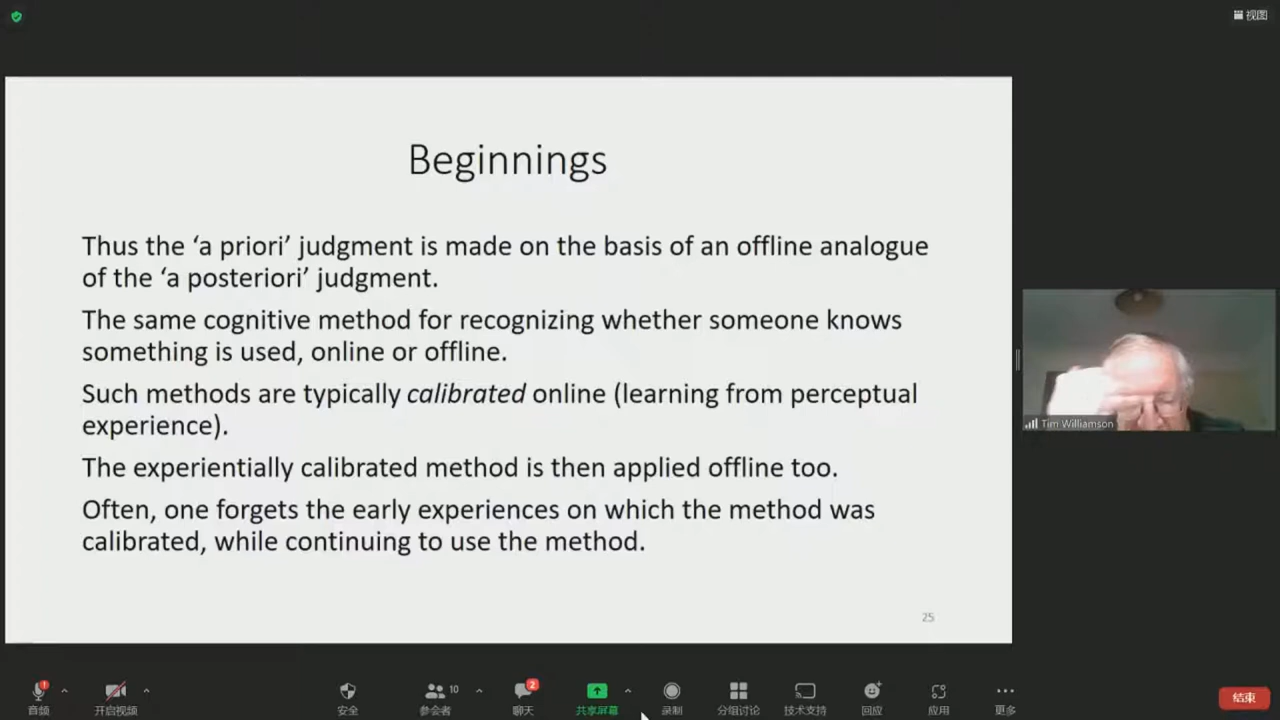 视图
Beginnings
Thus the ‘a priori’ judgment is made on the basis of an offline analogue
of the ‘a posteriori’ judgment.
The same cognitive method for recognizing whether someone knows
something is used, online or offline.
Such methods are typically calibrated online (learning from perceptual
experience).
The experientially calibrated method is then applied offline too.
Often, one forgets the early experiences on which the method was
calibrated, while continuing to use the method.
25
Tim Williamson
音频 开启视频 安全 参会者 10 聊天 2 共享屏幕 录制 分组讨论 技术支持 回应 应用 更多 结束